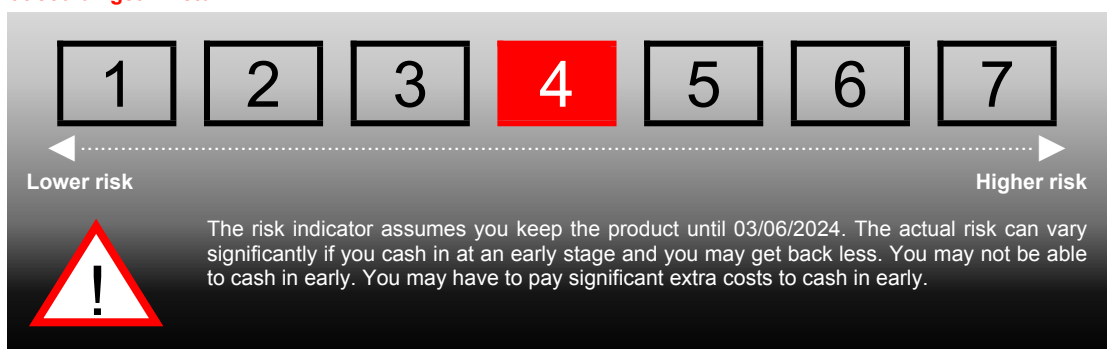 1 2 3 4 5 6 7
Lower risk
Higher risk
The risk indicator assumes you keep the product until 03/06/2024. The actual risk can vary
significantly if you cash in at an early stage and you may get back less. You may not be able
to cash in early. You may have to pay significant extra costs to cash in early.
!